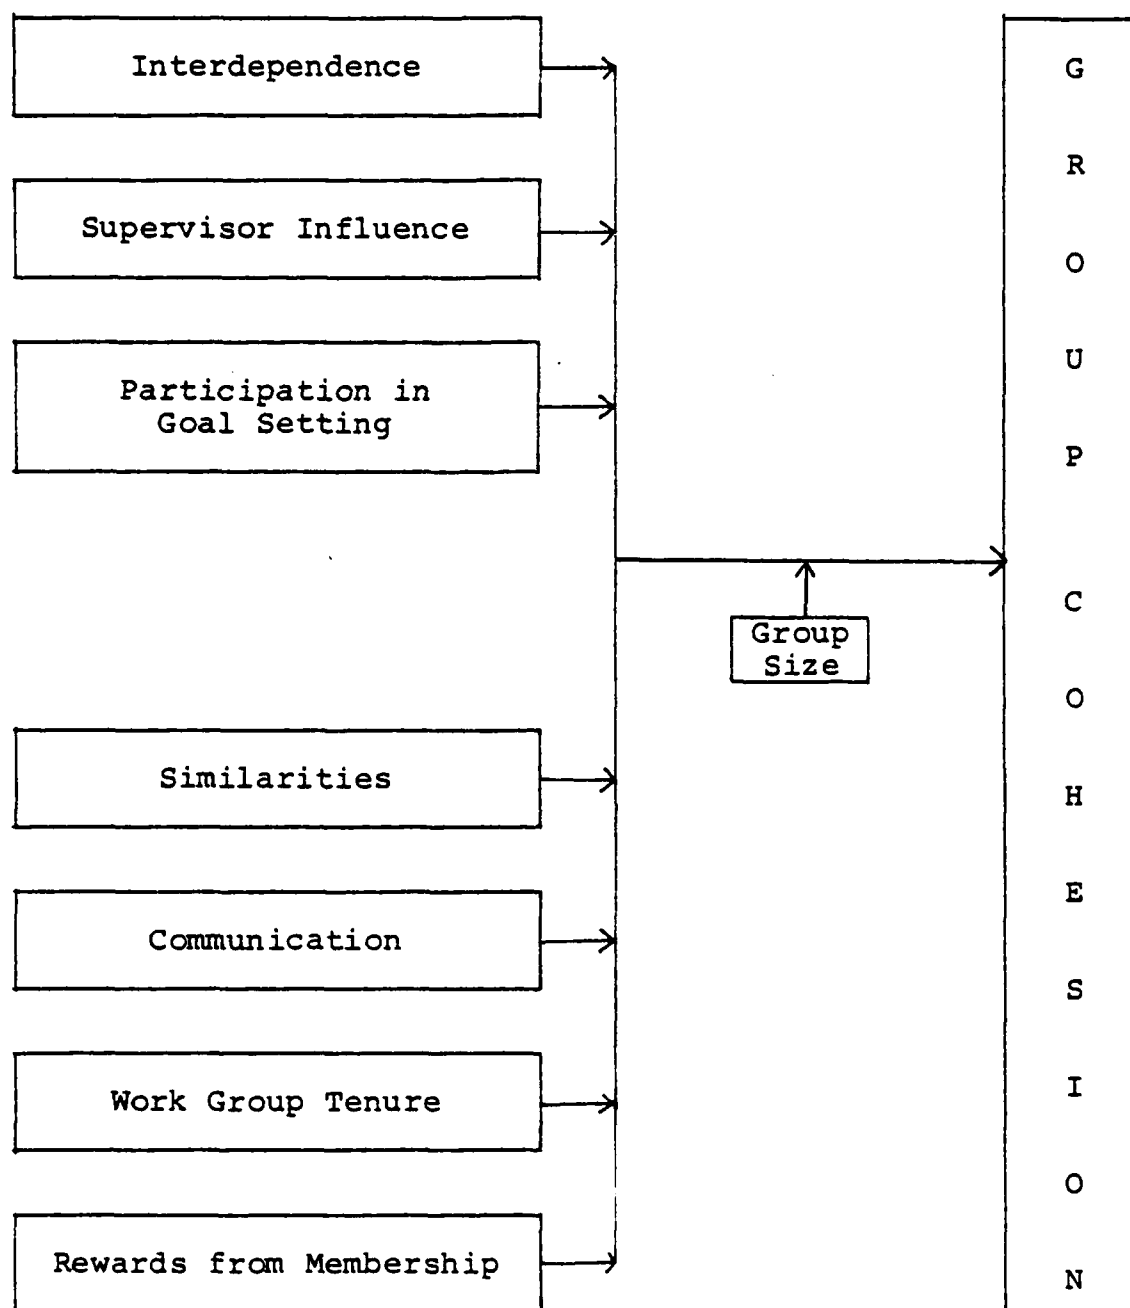 Interdependence
Supervisor Influence
Participation in
Goal Setting
Group
Size
Similarities
Communication
Work Group Tenure
Rewards from Membership
G
R
O
U
P
C
O
H
E
S
I
O
N